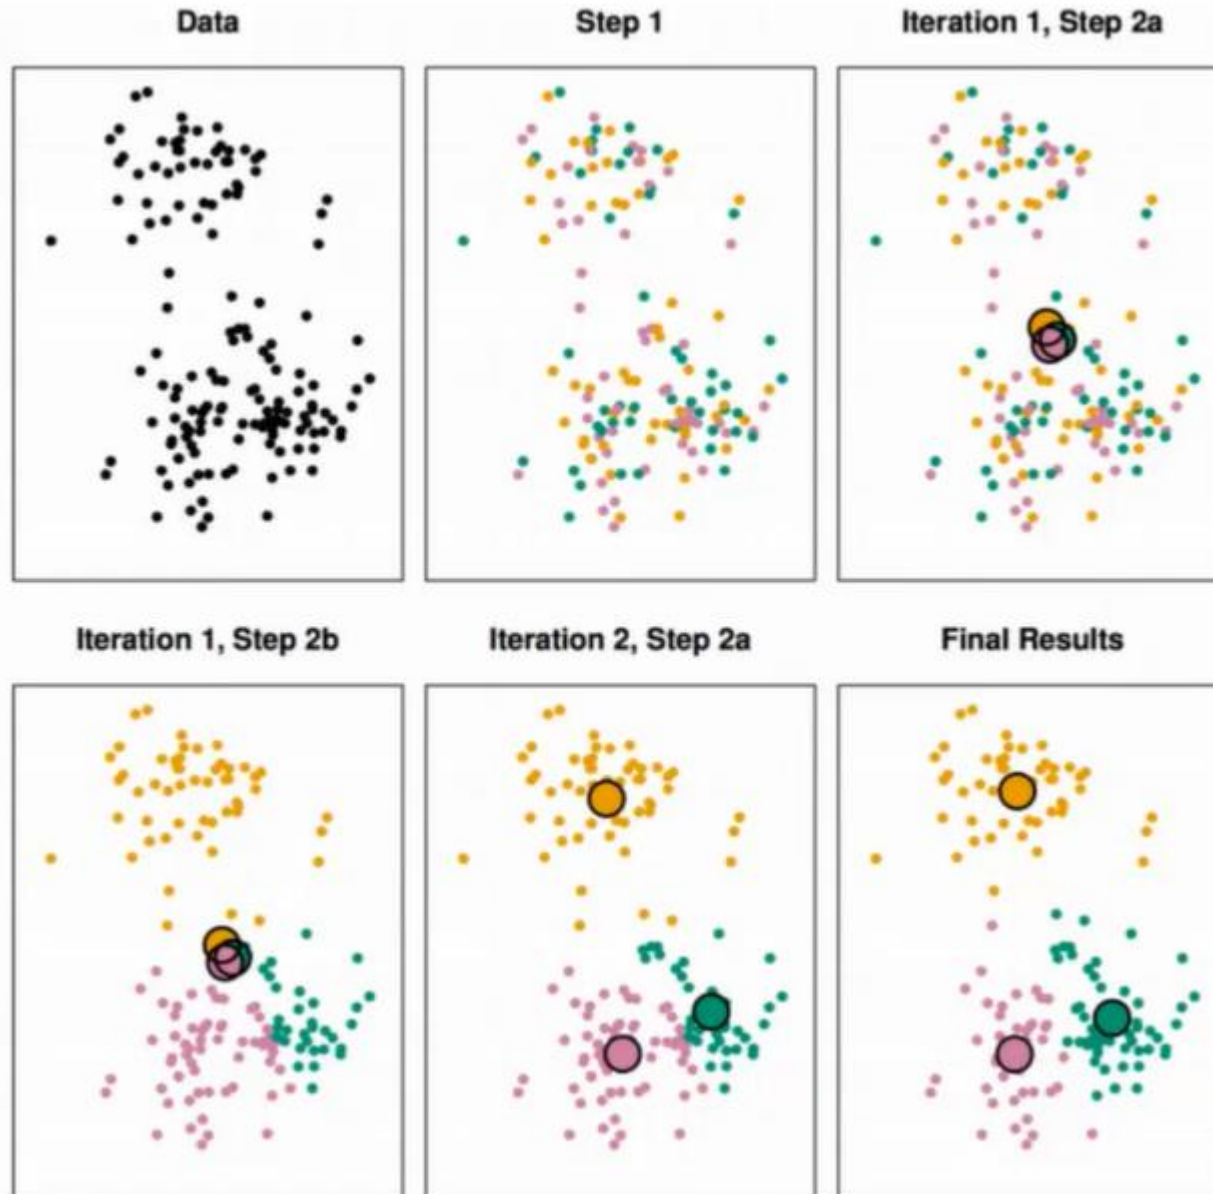 Data
Step 1
Iteration 1, Step 2a
Iteration 1, Step 2b
Iteration 2, Step 2a
Final Results